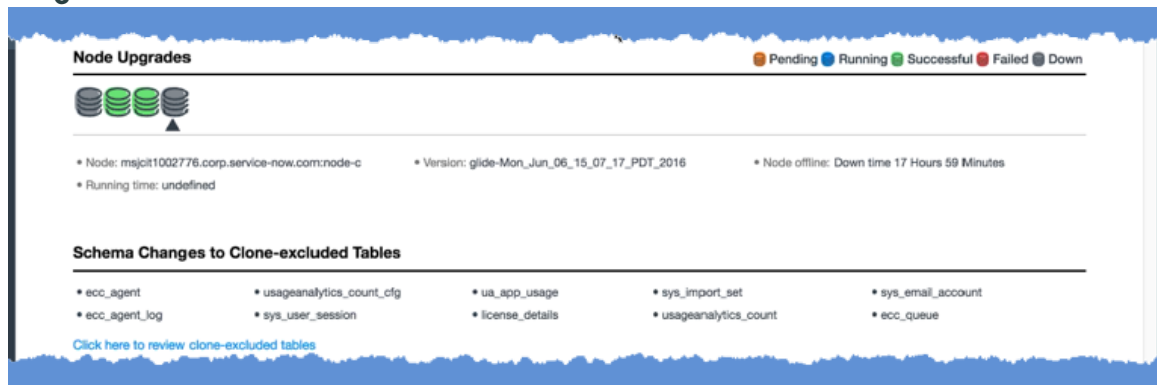 Node Upgrades
Pending Running Successful Failed Down
• Node: msjcit1002776.corp.service-now.com:node-c • Version: glide-Mon_Jun_06_15_07_17_PDT_2016 • Node offline: Down time 17 Hours 59 Minutes
• Running time: undefined
Schema Changes to Clone-excluded Tables
• ecc_agent • usageanalytics_count_cfg • ua_app_usage • sys_import_set • sys_email_account
• ecc_agent_log • sys_user_session • license_details • usageanalytics_count • ecc_queue
Click here to review clone-excluded tables